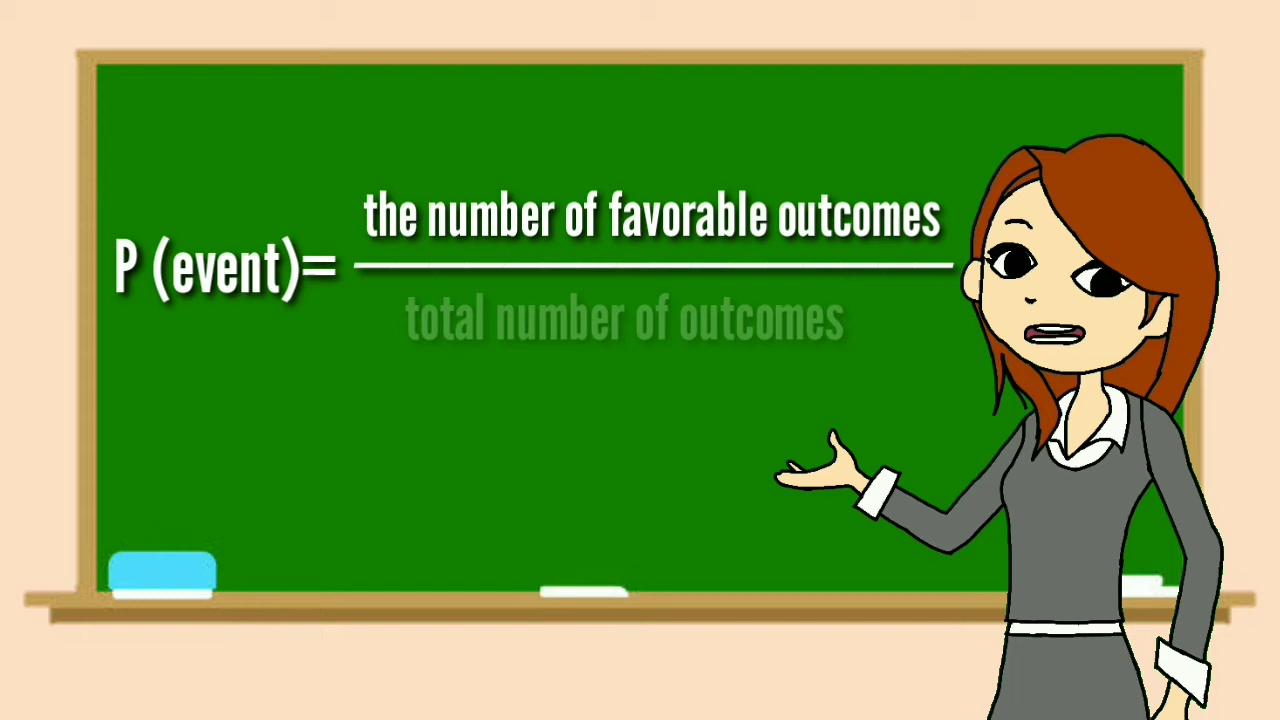 the number of favorable outcomes
P (event)=
total number of outcomes